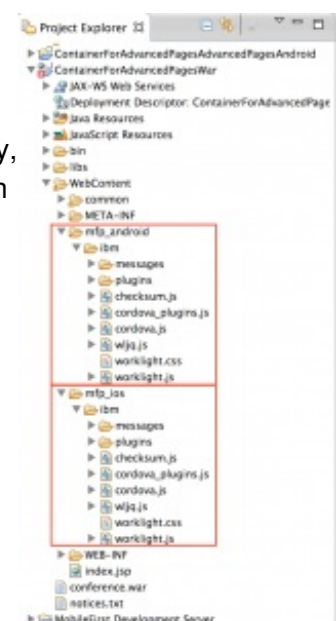 Project Explorer
ContainerForAdvancedPagesAdvancedPagesAndroid
ContainerForAdvancedPagesWar
JAX-WS Web Services
Deployment Descriptor: ContainerForAdvancedPage
Java Resources
JavaScript Resources
bin
libs
WebContent
common
META-INF
mfp_android
ibm
messages
plugins
checksum.js
cordova_plugins.js
cordova.js
wljq.js
worklight.css
worklight.js
mfp_ios
ibm
messages
plugins
checksum.js
cordova_plugins.js
cordova.js
wljq.js
worklight.css
worklight.js
WEB-INF
index.jsp
conference.war
notices.txt
MobileFirst Development Server